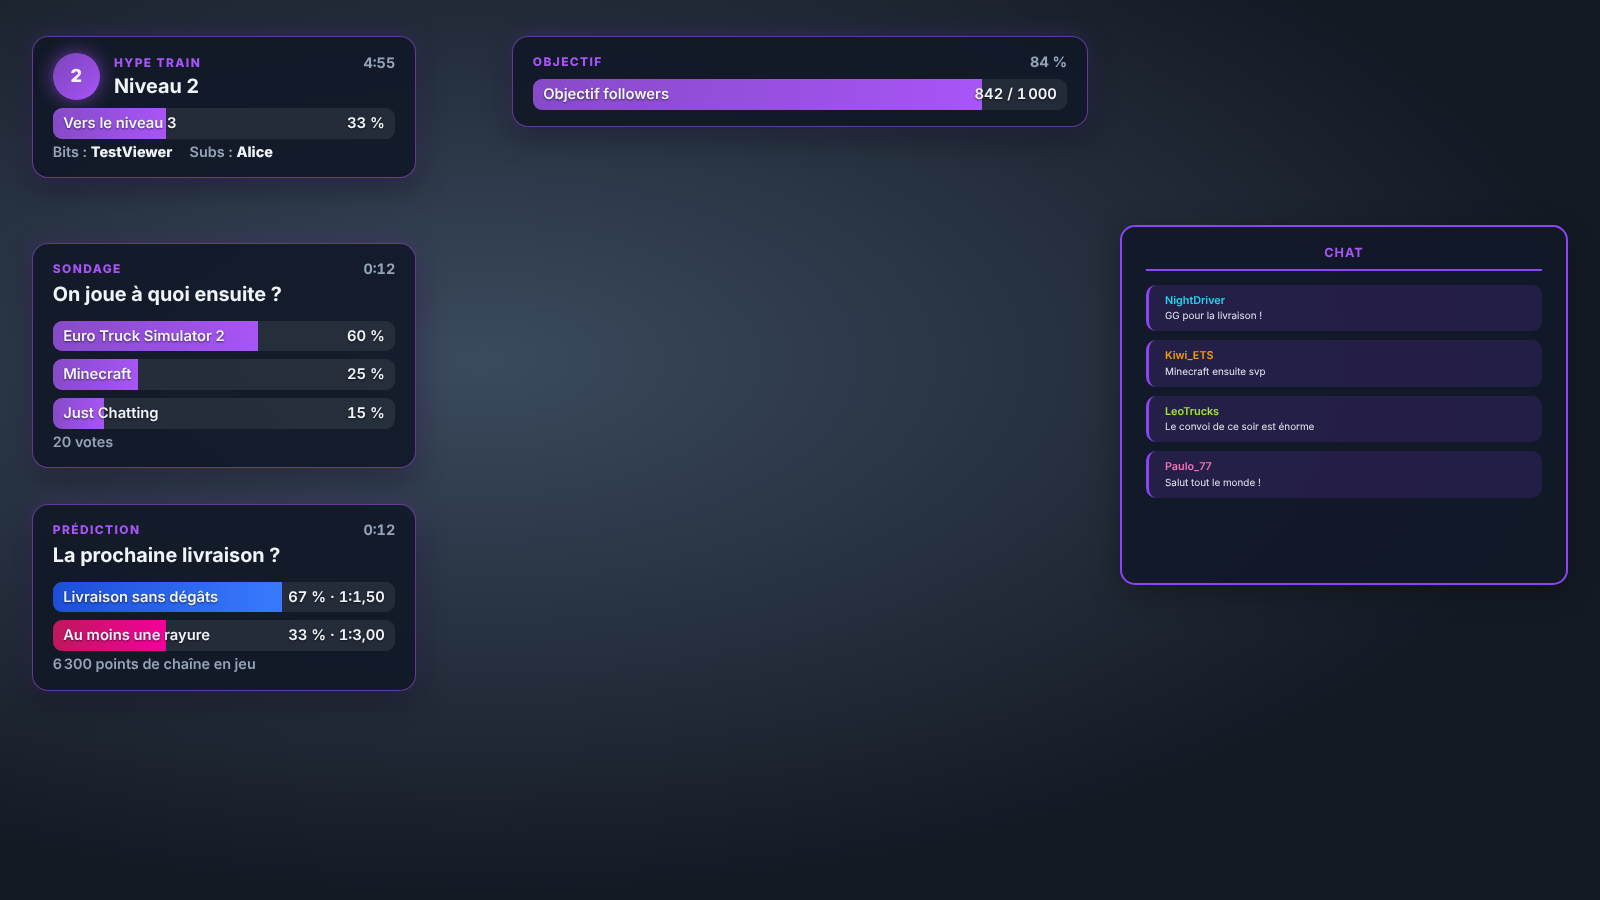 2
HYPE TRAIN
4:55
Niveau 2
Vers le niveau 3
33 %
Bits : TestViewer Subs : Alice
OBJECTIF
84 %
Objectif followers
842 / 1 000
SONDAGE
0:12
On joue à quoi ensuite ?
Euro Truck Simulator 2
60 %
Minecraft
25 %
Just Chatting
15 %
20 votes
PRÉDICTION
0:12
La prochaine livraison ?
Livraison sans dégâts
67 % · 1:1,50
Au moins une rayure
33 % · 1:3,00
6 300 points de chaîne en jeu
CHAT
NightDriver
GG pour la livraison !
Kiwi_ETS
Minecraft ensuite svp
LeoTrucks
Le convoi de ce soir est énorme
Paulo_77
Salut tout le monde !